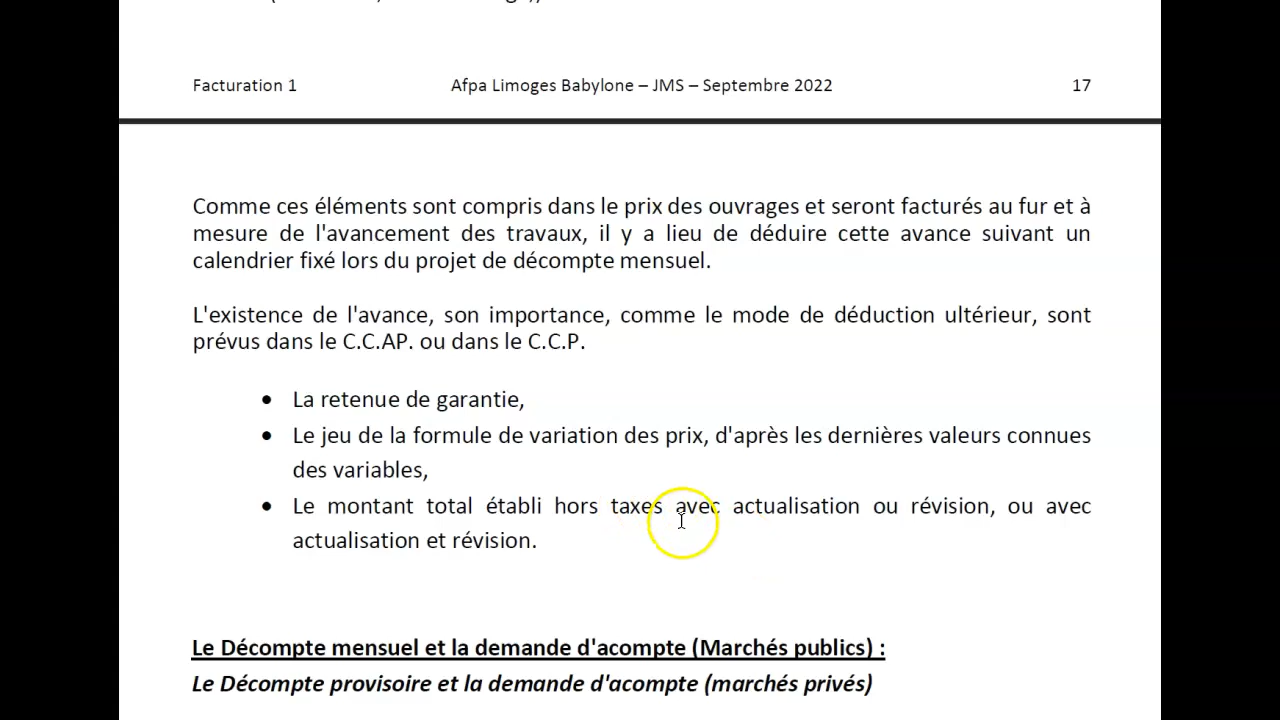 Facturation 1 Afpa Limoges Babylone – JMS – Septembre 2022 17
Comme ces éléments sont compris dans le prix des ouvrages et seront facturés au fur et à
mesure de l'avancement des travaux, il y a lieu de déduire cette avance suivant un
calendrier fixé lors du projet de décompte mensuel.
L'existence de l'avance, son importance, comme le mode de déduction ultérieur, sont
prévus dans le C.C.AP. ou dans le C.C.P.
• La retenue de garantie,
• Le jeu de la formule de variation des prix, d'après les dernières valeurs connues
des variables,
• Le montant total établi hors taxes avec actualisation ou révision, ou avec
actualisation et révision.
Le Décompte mensuel et la demande d'acompte (Marchés publics) :
Le Décompte provisoire et la demande d'acompte (marchés privés)